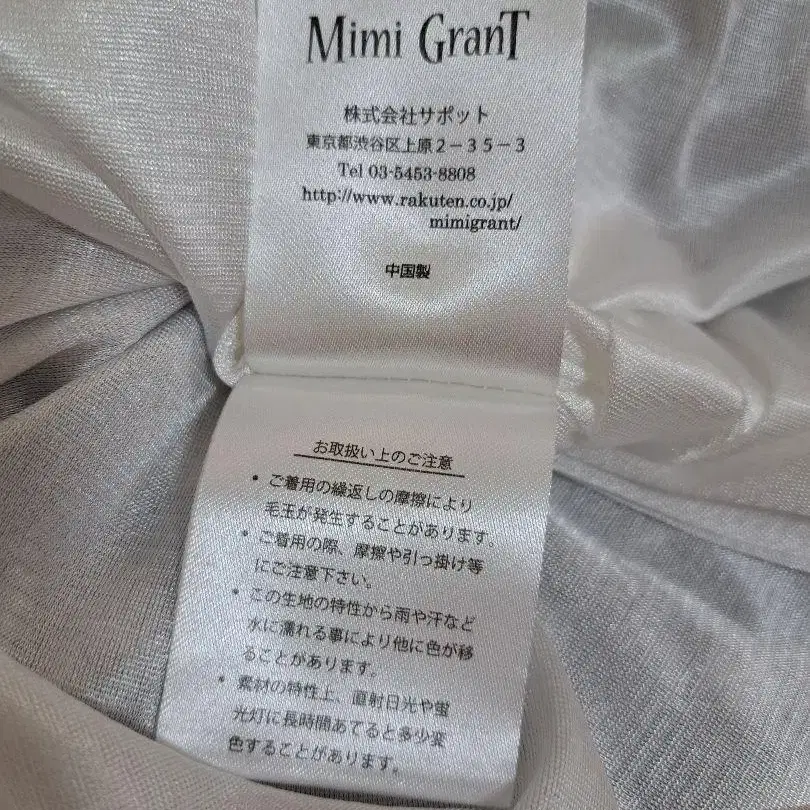 Mimi GranT
株式会社サポット
東京都渋谷区上原2－35－3
Tel 03-5453-8808
http://www.rakuten.co.jp/
mimigrant/
中国製
お取扱い上のご注意
• ご着用の繰返しの摩擦により
毛玉が発生することがあります。
• ご着用の際、摩擦や引っ掛け等
にご注意下さい。
• この生地の特性から雨や汗など
水に濡れる事により他に色が移
ることがあります。
• 素材の特性上、直射日光や蛍
光灯に長時間あてると多少変
色することがあります。